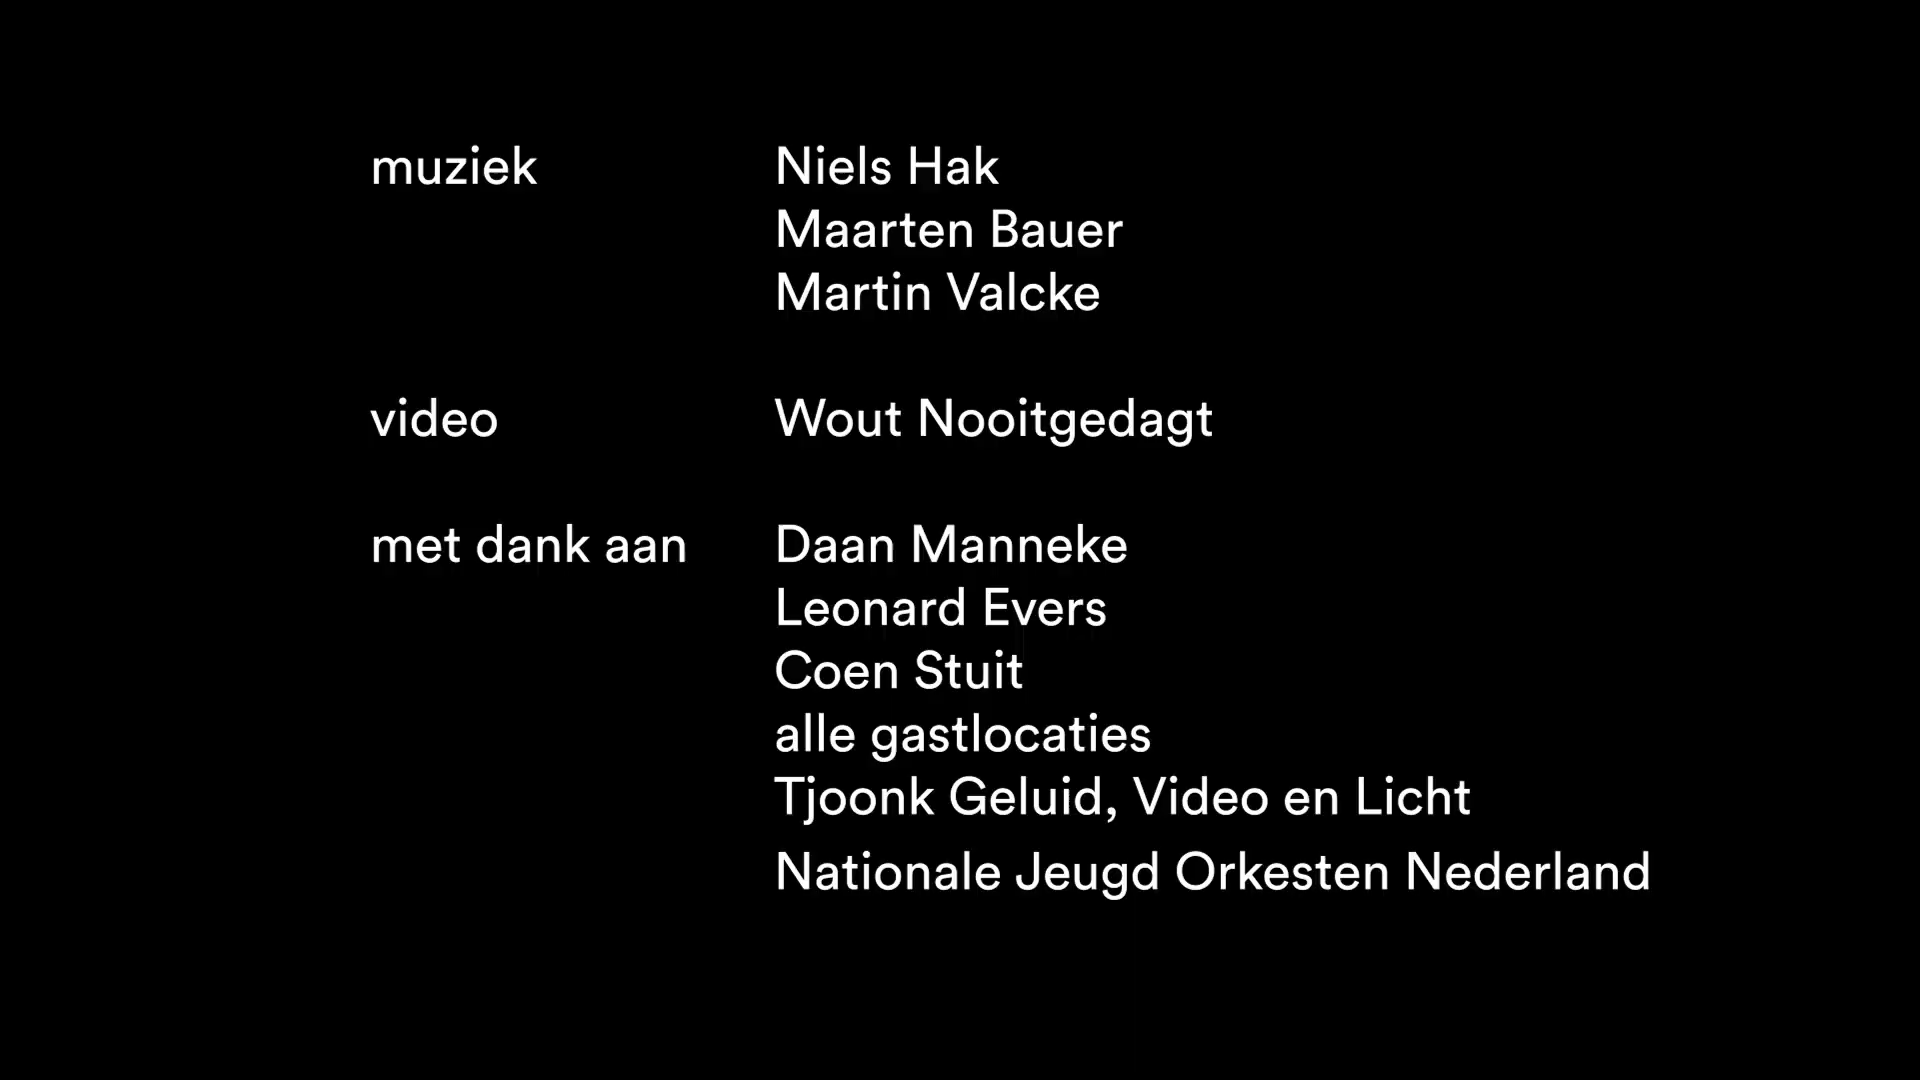 muziek Niels Hak
Maarten Bauer
Martin Valcke
video Wout Nooitgedagt
met dank aan Daan Manneke
Leonard Evers
Coen Stuit
alle gastlocaties
Tjoonk Geluid, Video en Licht
Nationale Jeugd Orkesten Nederland